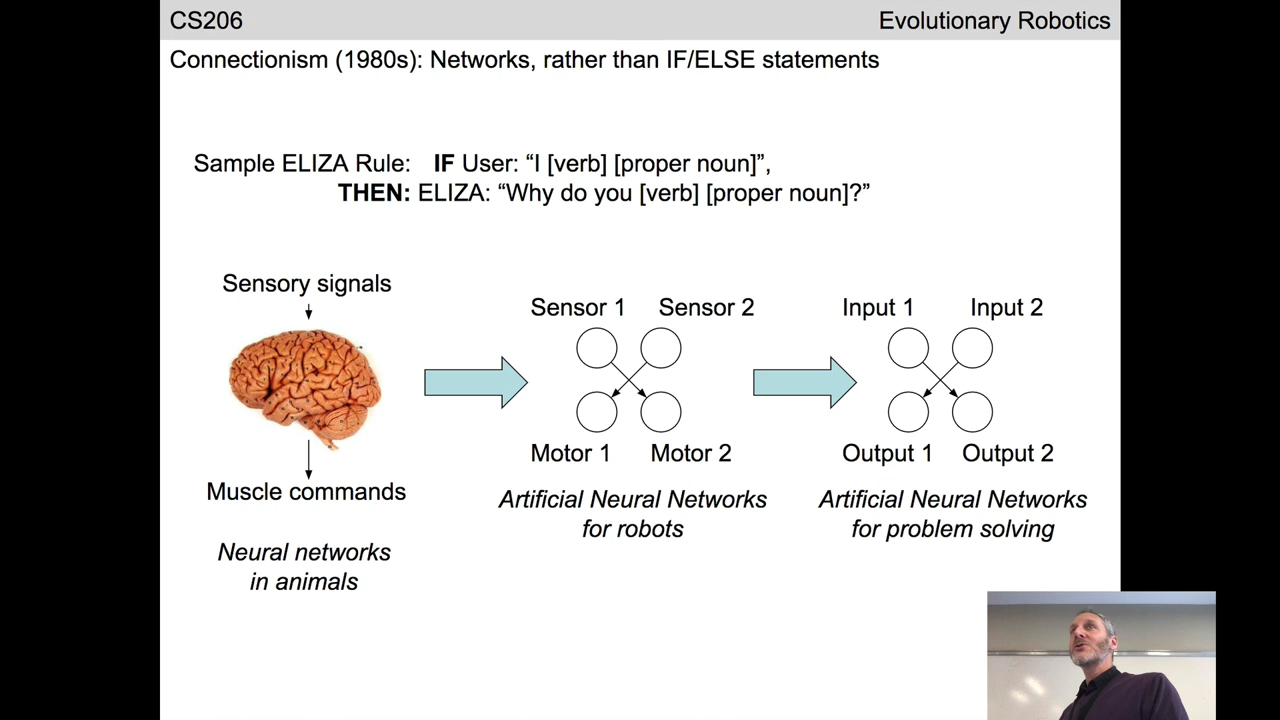 CS206
Evolutionary Robotics
Connectionism (1980s): Networks, rather than IF/ELSE statements
Sample ELIZA Rule: IF User: “I [verb] [proper noun]”,
THEN: ELIZA: “Why do you [verb] [proper noun]?”
Sensory signals
Muscle commands
Neural networks
in animals
Sensor 1 Sensor 2
Motor 1 Motor 2
Artificial Neural Networks
for robots
Input 1 Input 2
Output 1 Output 2
Artificial Neural Networks
for problem solving